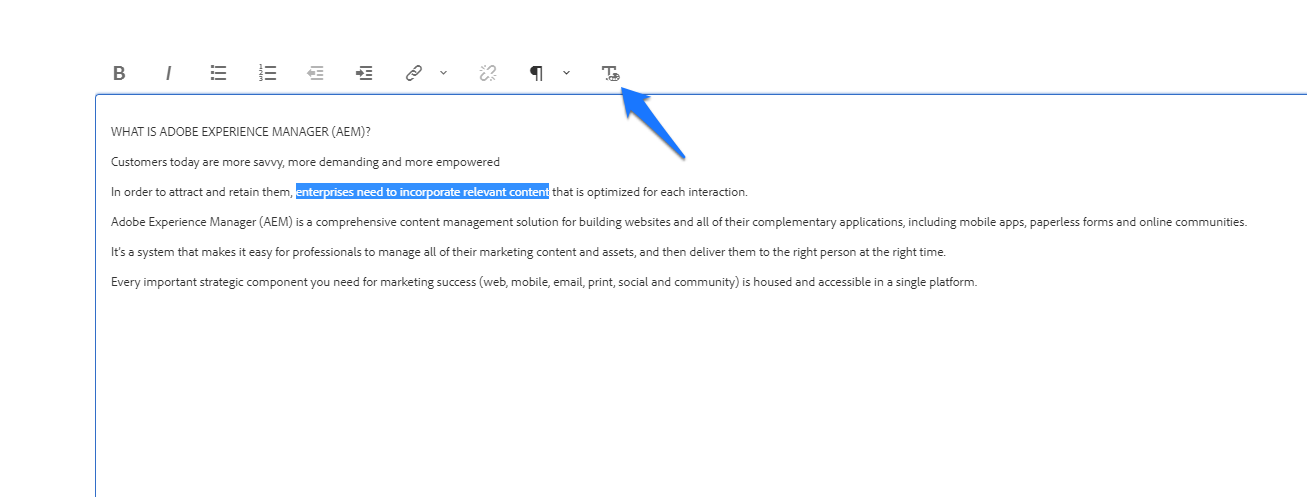 B I
WHAT IS ADOBE EXPERIENCE MANAGER (AEM)?
Customers today are more savvy, more demanding and more empowered
In order to attract and retain them, enterprises need to incorporate relevant content that is optimized for each interaction.
Adobe Experience Manager (AEM) is a comprehensive content management solution for building websites and all of their complementary applications, including mobile apps, paperless forms and online communities.
It's a system that makes it easy for professionals to manage all of their marketing content and assets, and then deliver them to the right person at the right time.
Every important strategic component you need for marketing success (web, mobile, email, print, social and community) is housed and accessible in a single platform.